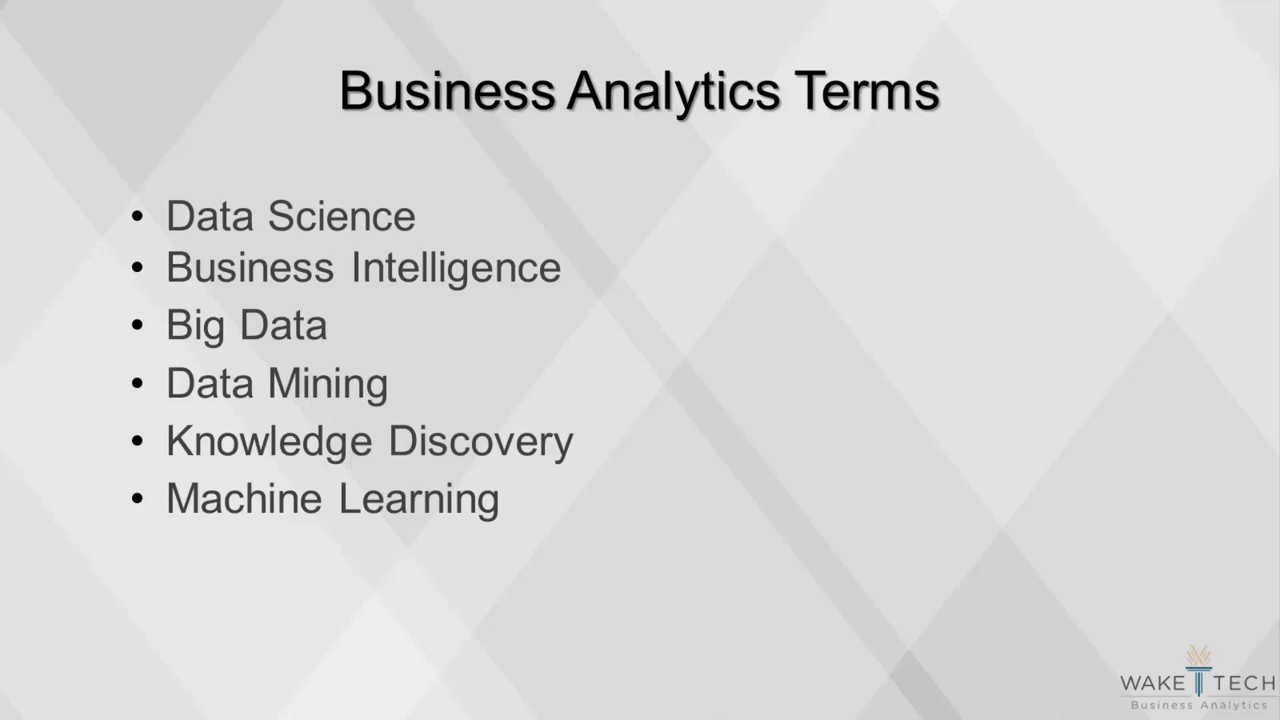 Business Analytics Terms
• Data Science
• Business Intelligence
• Big Data
• Data Mining
• Knowledge Discovery
• Machine Learning
WAKE TECH
Business Analytics